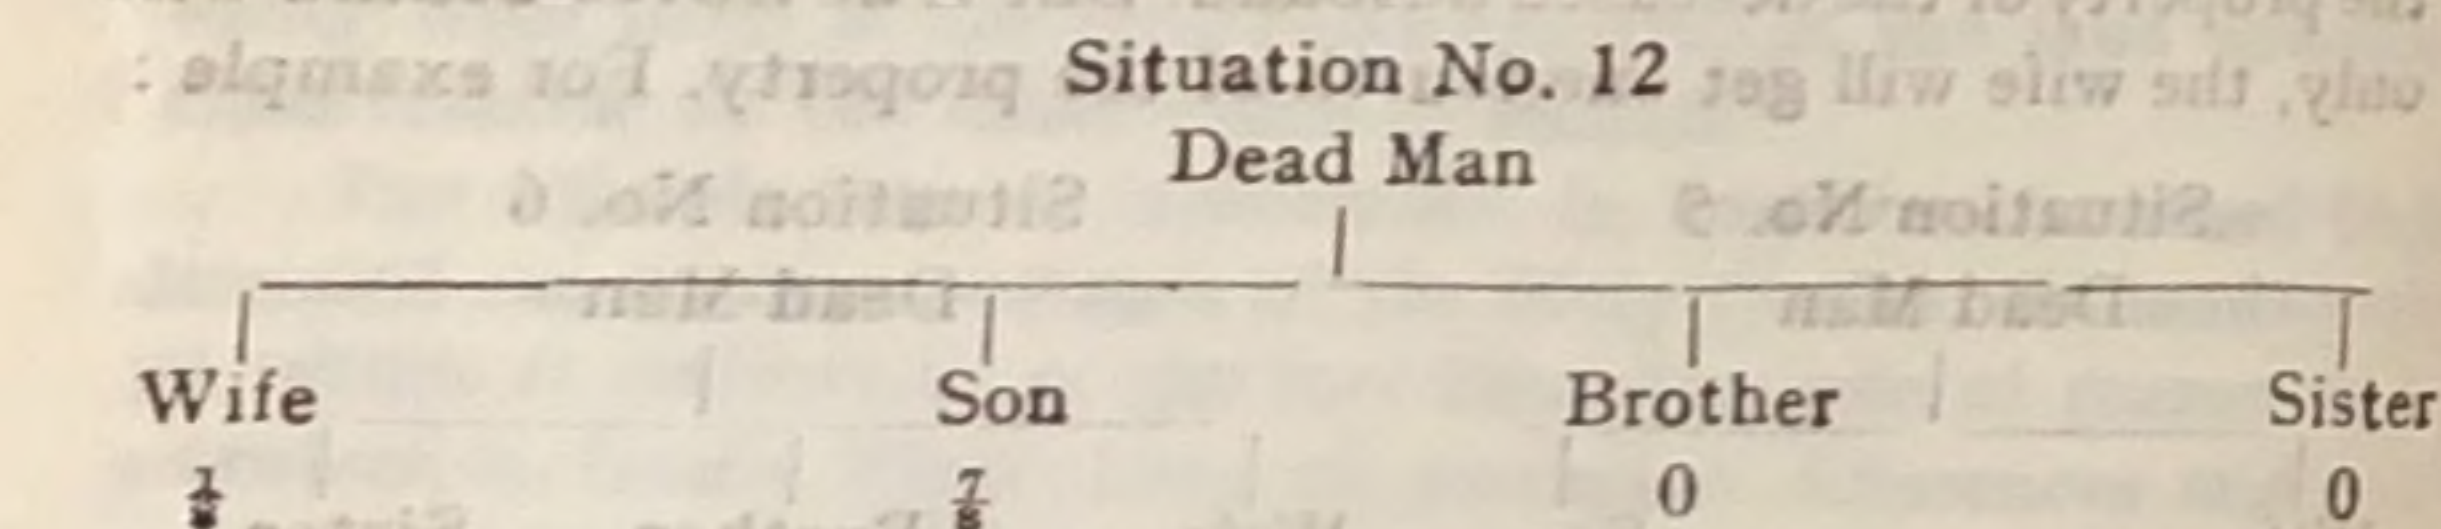 Situation No. 12
Dead Man
Wife Son Brother Sister
1/8 7/8 0 0